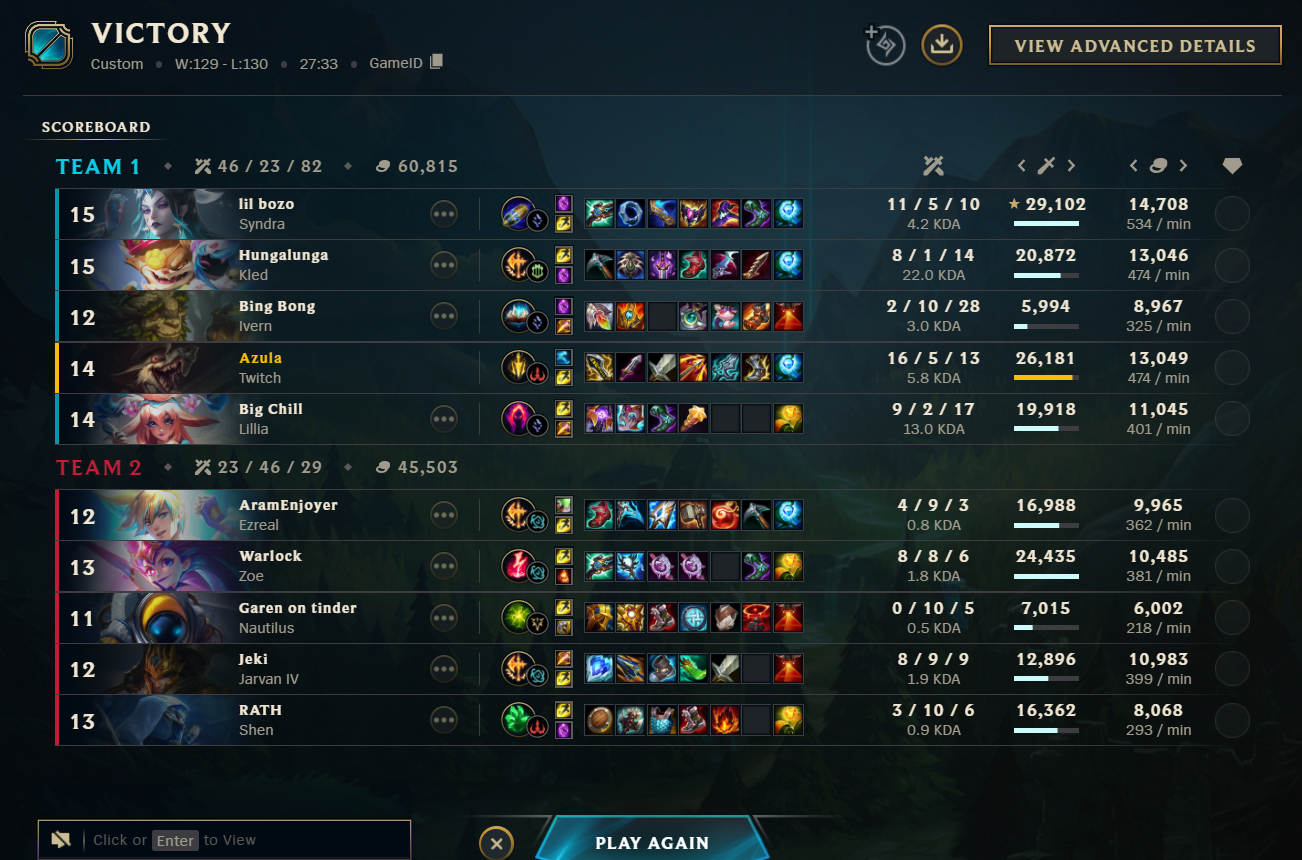 VICTORY
Custom • W:129 - L:130 • 27:33 • GameID
VIEW ADVANCED DETAILS
SCOREBOARD
TEAM 1 46 / 23 / 82 60,815
15 lil bozo 11 / 5 / 10 29,102 14,708
Syndra 4.2 KDA 534 / min
15 Hungalunga 8 / 1 / 14 20,872 13,046
Kled 22.0 KDA 474 / min
12 Bing Bong 2 / 10 / 28 5,994 8,967
Ivern 3.0 KDA 325 / min
14 Azula 16 / 5 / 13 26,181 13,049
Twitch 5.8 KDA 474 / min
14 Big Chill 9 / 2 / 17 19,918 11,045
Lillia 13.0 KDA 401 / min
TEAM 2 23 / 46 / 29 45,503
12 AramEnjoyer 4 / 9 / 3 16,988 9,965
Ezreal 0.8 KDA 362 / min
13 Warlock 8 / 8 / 6 24,435 10,485
Zoe 1.8 KDA 381 / min
11 Garen on tinder 0 / 10 / 5 7,015 6,002
Nautilus 0.5 KDA 218 / min
12 Jeki 8 / 9 / 9 12,896 10,983
Jarvan IV 1.9 KDA 399 / min
13 RATH 3 / 10 / 6 16,362 8,068
Shen 0.9 KDA 293 / min
Click or Enter to View
PLAY AGAIN